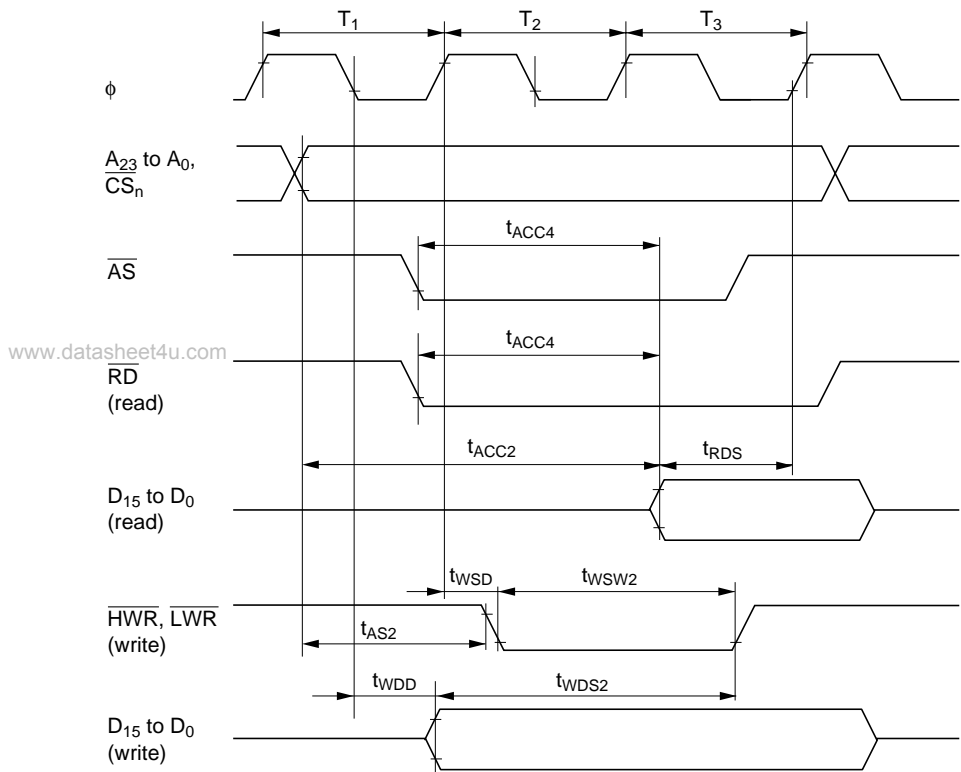 T1 T2 T3
φ
A23 to A0,
CSn
tACC4
AS
www.datasheet4u.com
tACC4
RD
(read)
tACC2 tRDS
D15 to D0
(read)
tWSD tWSW2
HWR, LWR
(write)
tAS2
tWDD tWDS2
D15 to D0
(write)